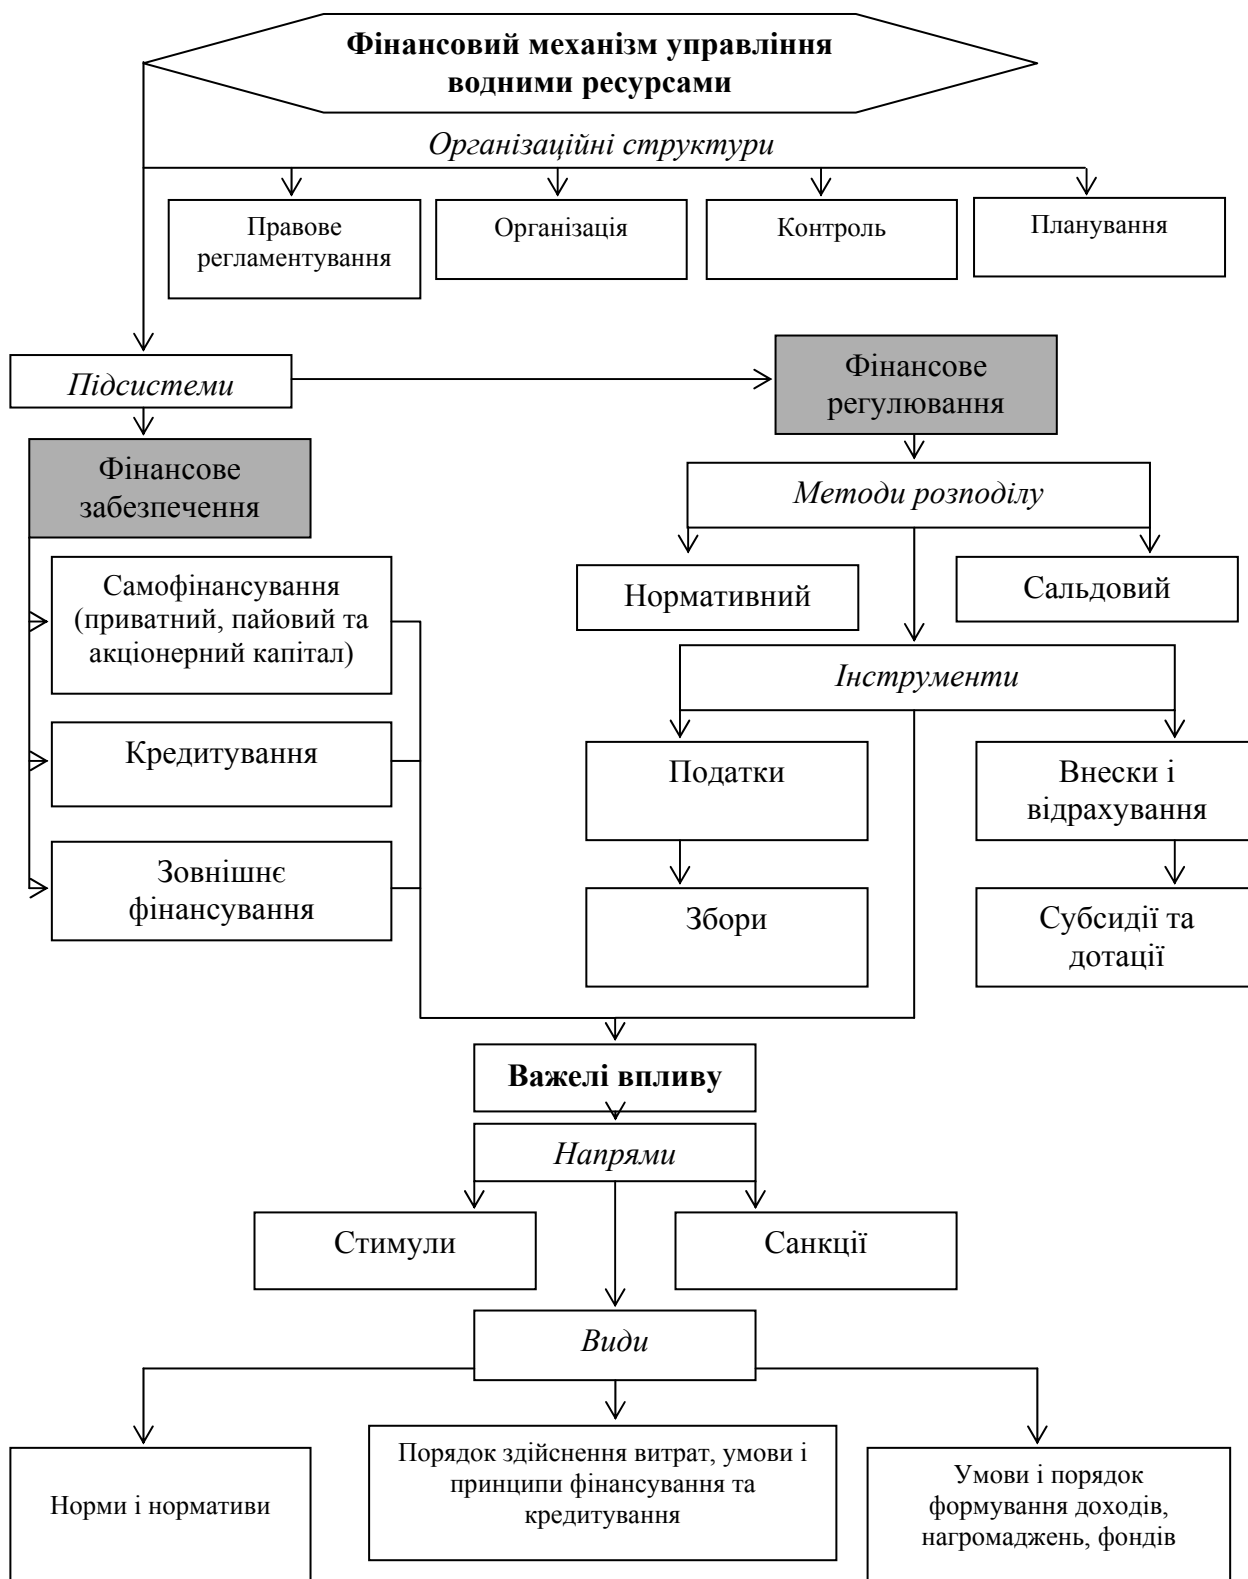 Фінансовий механізм управління
водними ресурсами
Організаційні структури
Правове
регламентування
Організація
Контроль
Планування
Підсистеми
Фінансове
регулювання
Фінансове
забезпечення
Методи розподілу
Нормативний
Сальдовий
Самофінансування
(приватний, пайовий та
акціонерний капітал)
Інструменти
Кредитування
Податки
Внески і
відрахування
Зовнішнє
фінансування
Збори
Субсидії та
дотації
Важелі впливу
Напрями
Стимули
Санкції
Види
Норми і нормативи
Порядок здійснення витрат, умови і
принципи фінансування та
кредитування
Умови і порядок
формування доходів,
нагромаджень, фондів